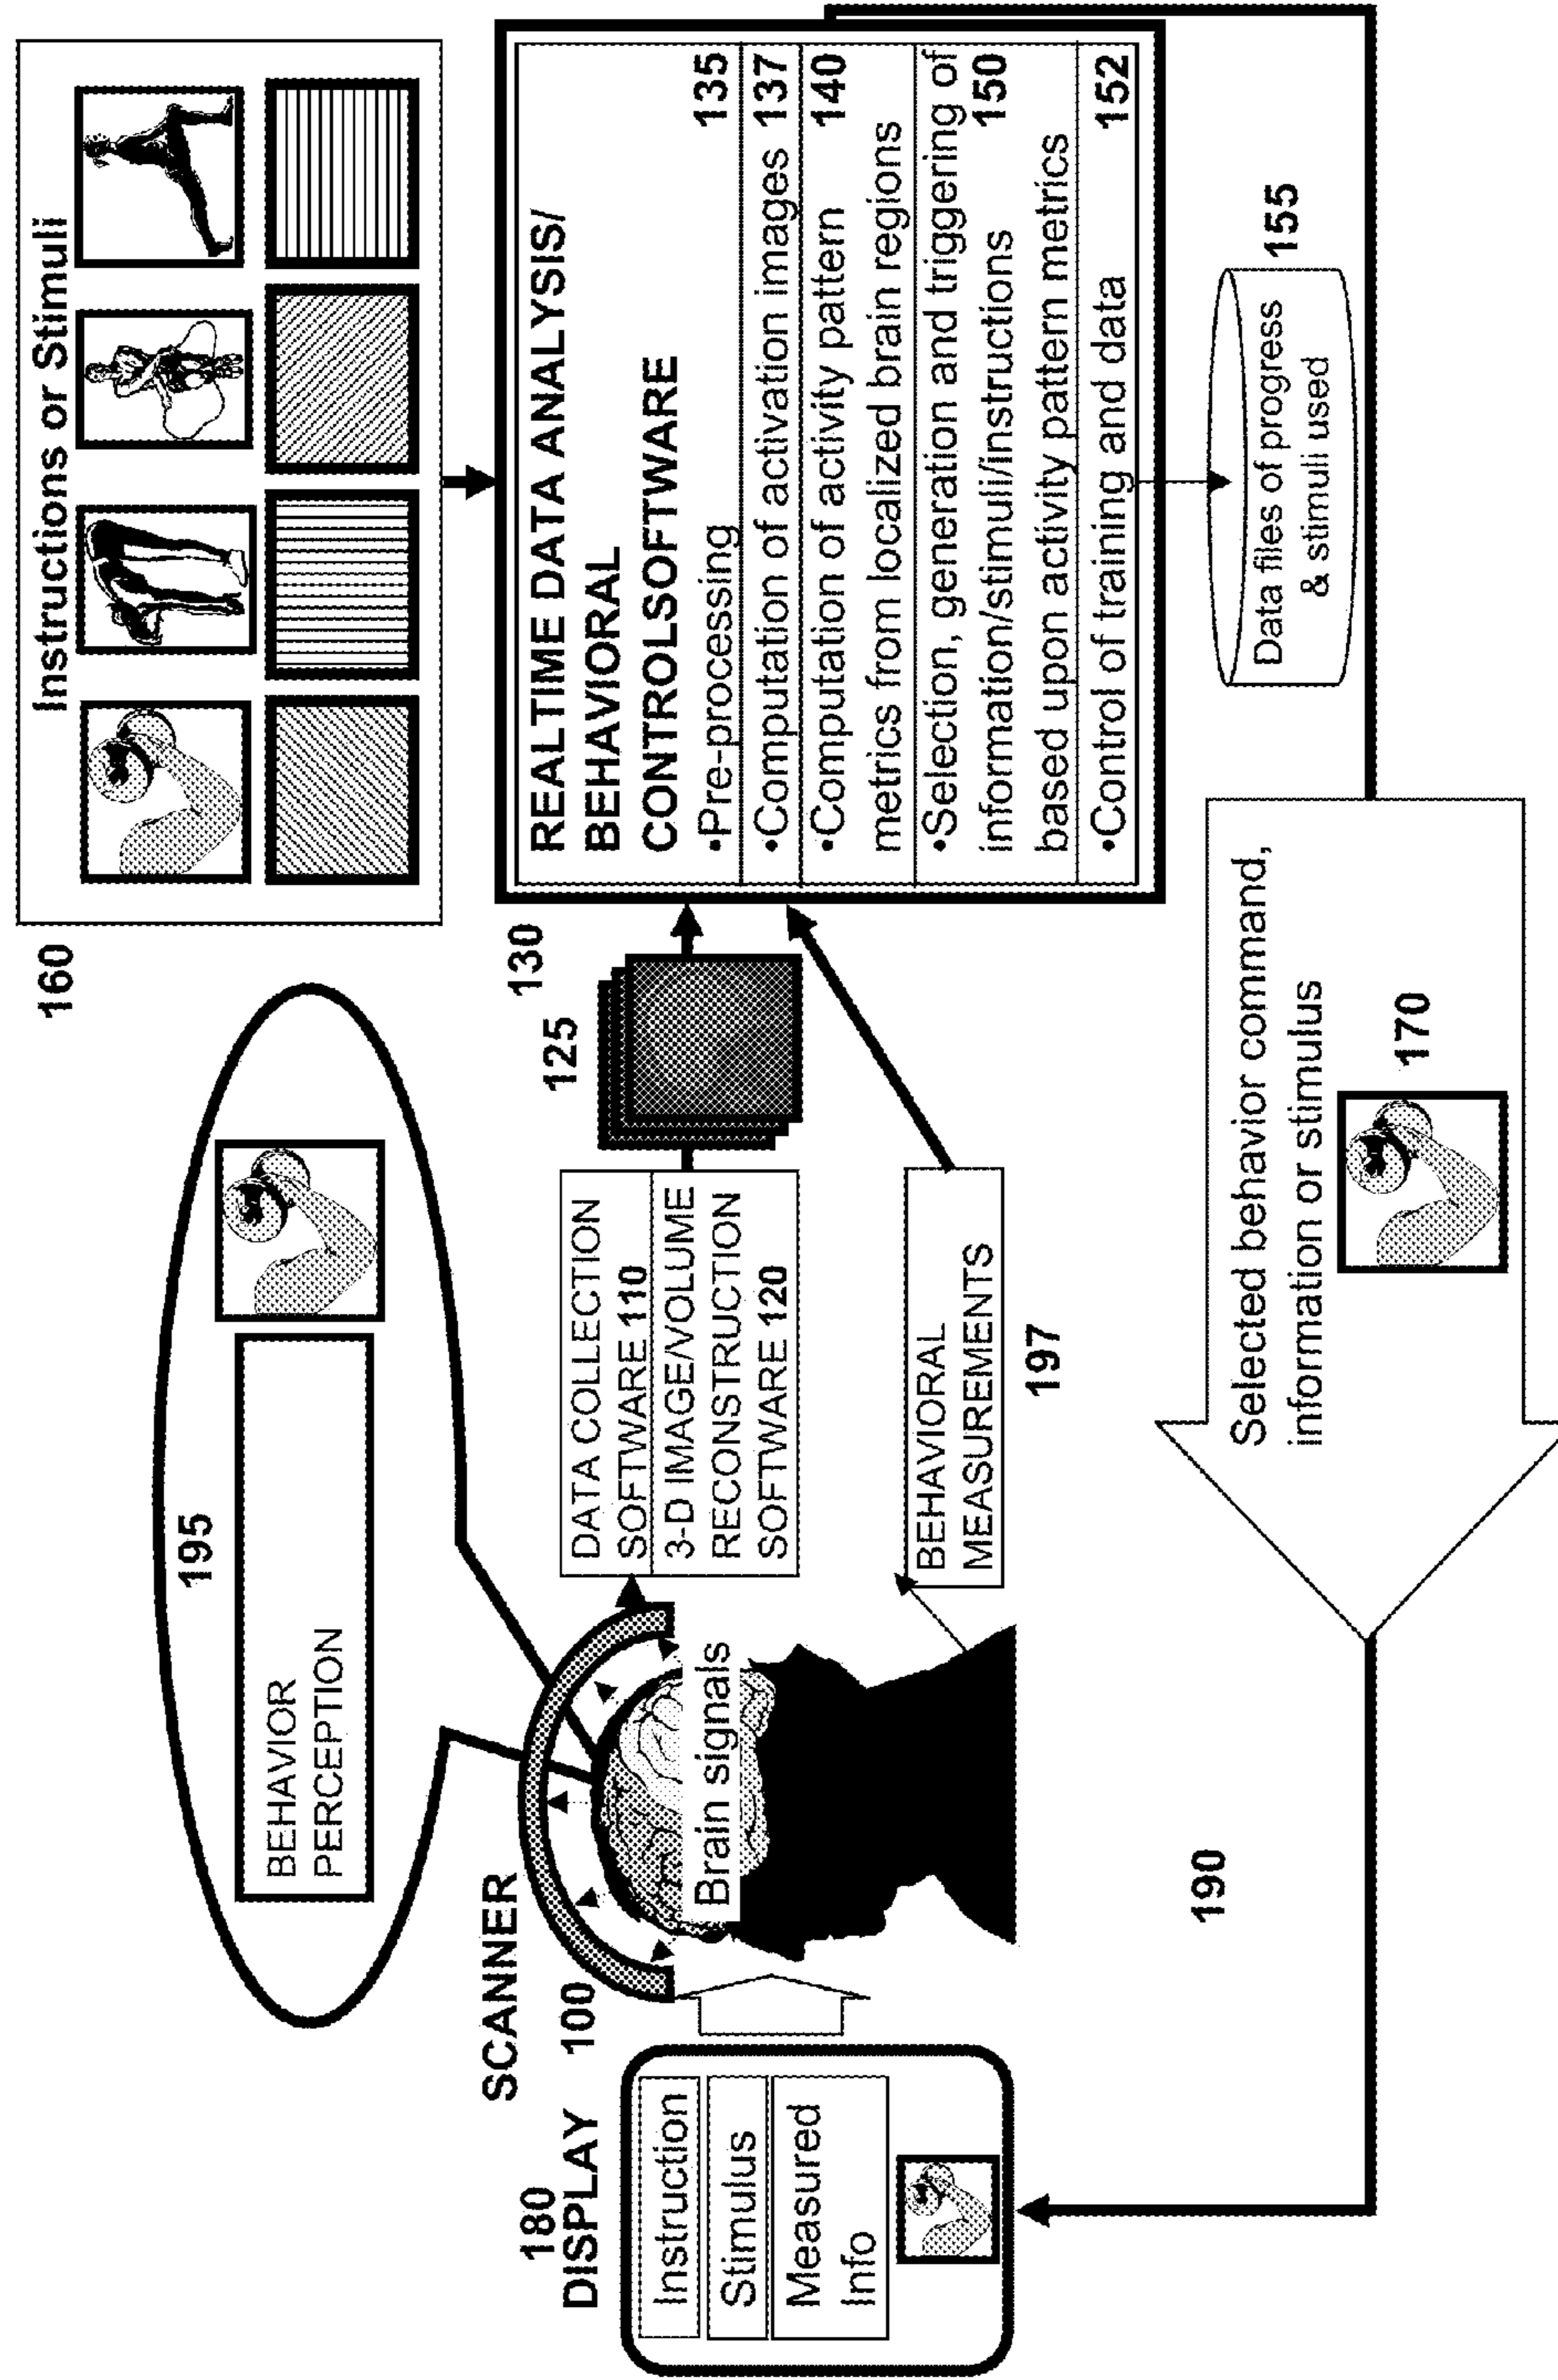 160
Instructions or Stimuli
195
BEHAVIOR
PERCEPTION
SCANNER
100
180
DISPLAY
Instruction
Stimulus
Measured
Info
Brain signals
DATA COLLECTION
SOFTWARE 110
3-D IMAGE/VOLUME
RECONSTRUCTION
SOFTWARE 120
125
130
BEHAVIORAL
MEASUREMENTS
197
REALTIME DATA ANALYSIS/
BEHAVIORAL
CONTROLSOFTWARE
•Pre-processing 135
•Computation of activation images 137
•Computation of activity pattern 140
metrics from localized brain regions
•Selection, generation and triggering of
information/stimuli/instructions 150
based upon activity pattern metrics
•Control of training and data 152
Data files of progress
& stimuli used
155
Selected behavior command,
information or stimulus
170
190